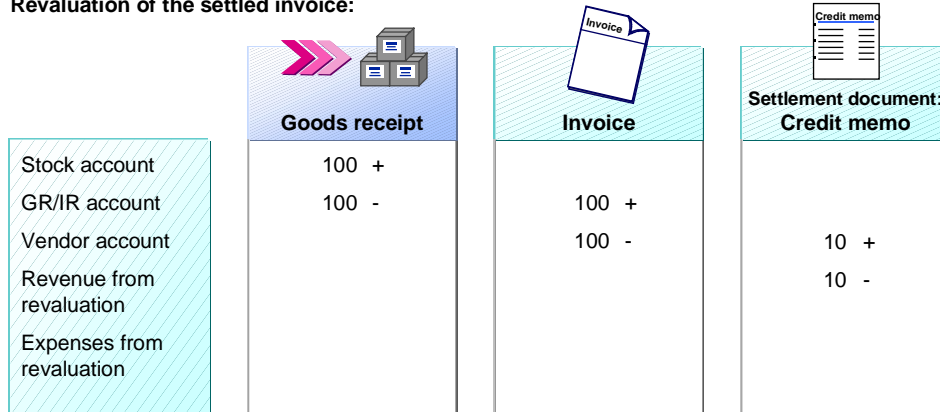 Revaluation of the settled invoice:
Invoice
Credit memo
Goods receipt
Invoice
Settlement document:
Credit memo
Stock account 100 +
GR/IR account 100 - 100 +
Vendor account 100 - 10 +
Revenue from 10 -
revaluation
Expenses from
revaluation